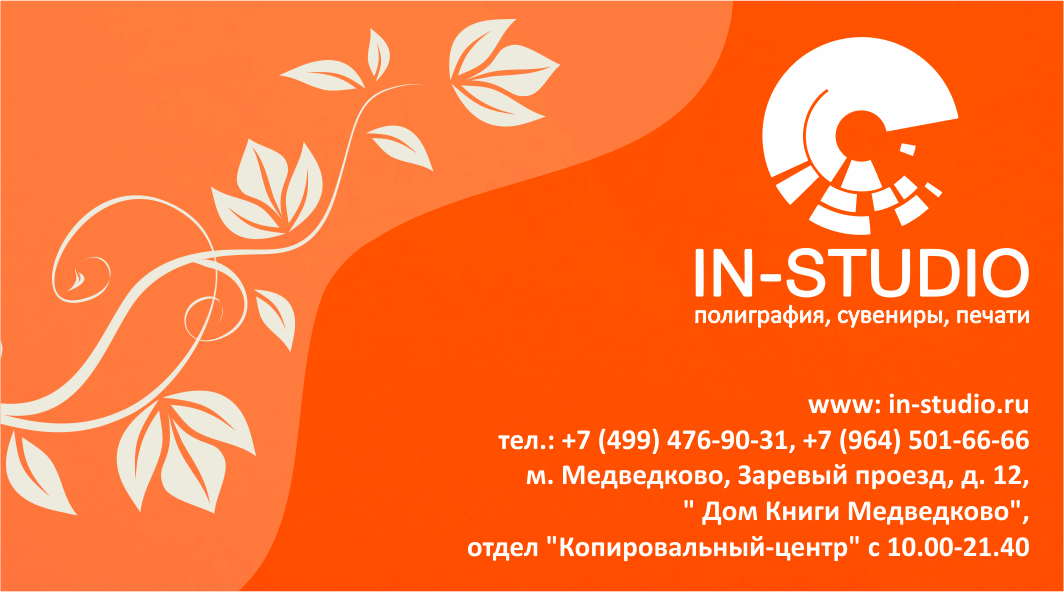 IN-STUDIO
полиграфия, сувениры, печати
www: in-studio.ru
тел.: +7 (499) 476-90-31, +7 (964) 501-66-66
м. Медведково, Заревый проезд, д. 12,
" Дом Книги Медведково",
отдел "Копировальный-центр" с 10.00-21.40